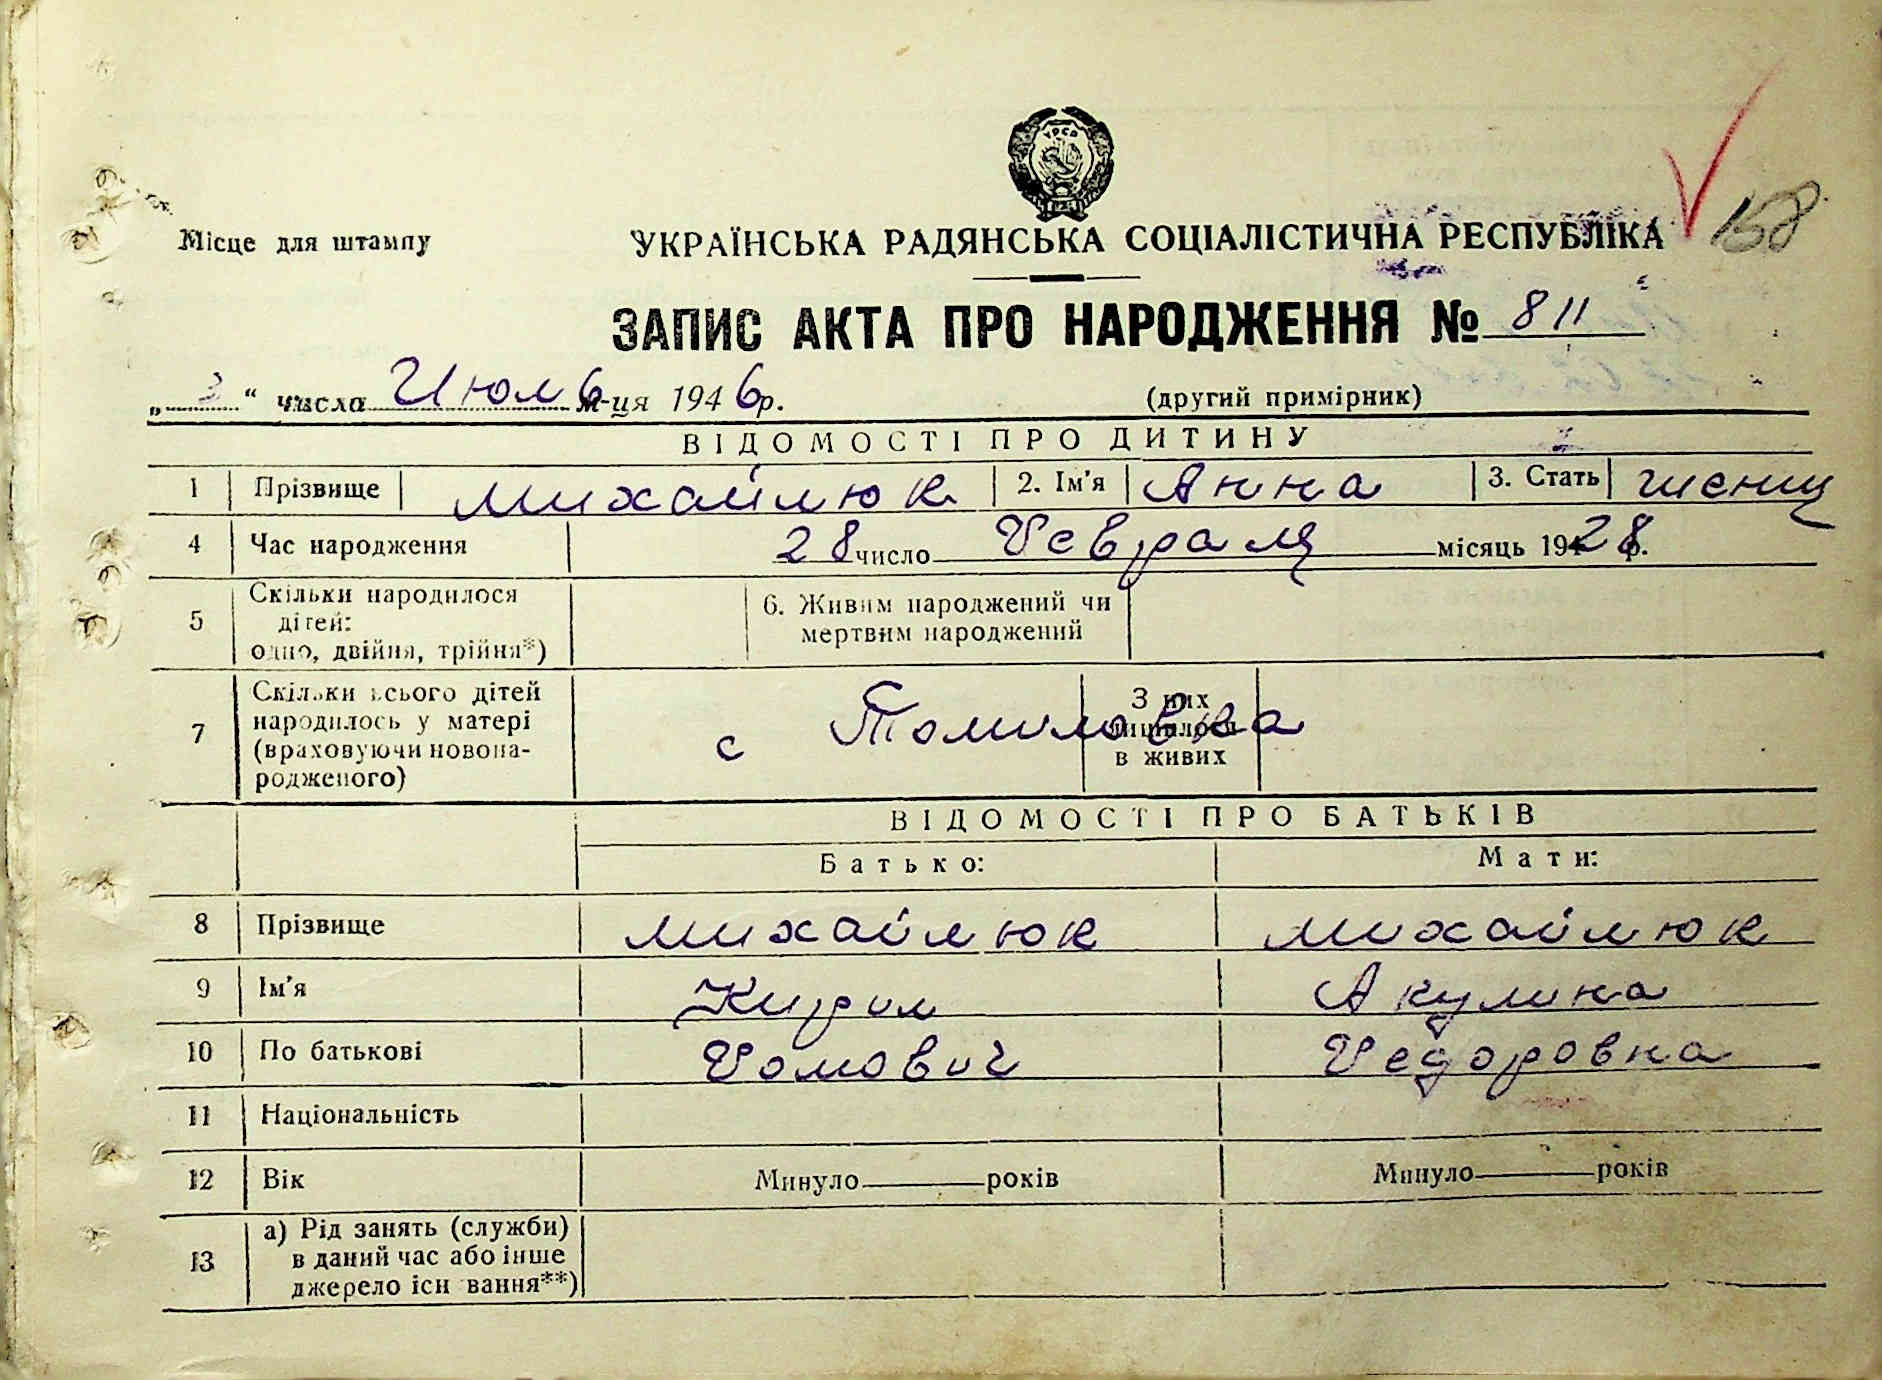 УРСР
158
Місце для штампу
УКРАЇНСЬКА РАДЯНСЬКА СОЦІАЛІСТИЧНА РЕСПУБЛІКА
ЗАПИС АКТА ПРО НАРОДЖЕННЯ № 811
„3“ числа Июль м-ця 1946р. (другий примірник)
ВІДОМОСТІ ПРО ДИТИНУ
1 Прізвище Михайлюк 2. Ім'я Анна 3. Стать женщ
4 Час народження 28 число Февраля місяць 1928р.
5 Скільки народилося дітей: одно, двійня, трійня*) 6. Живим народжений чи мертвим народжений
7 Скільки всього дітей народилось у матері (враховуючи новонародженого) З них лишилося в живих
с Томиловка
ВІДОМОСТІ ПРО БАТЬКІВ
Батько: Мати:
8 Прізвище Михайлюк Михайлюк
9 Ім'я Кирил Акулина
10 По батькові Фомович Федоровна
11 Національність
12 Вік Минуло років Минуло років
13 а) Рід занять (служби) в даний час або інше джерело існ вання**)